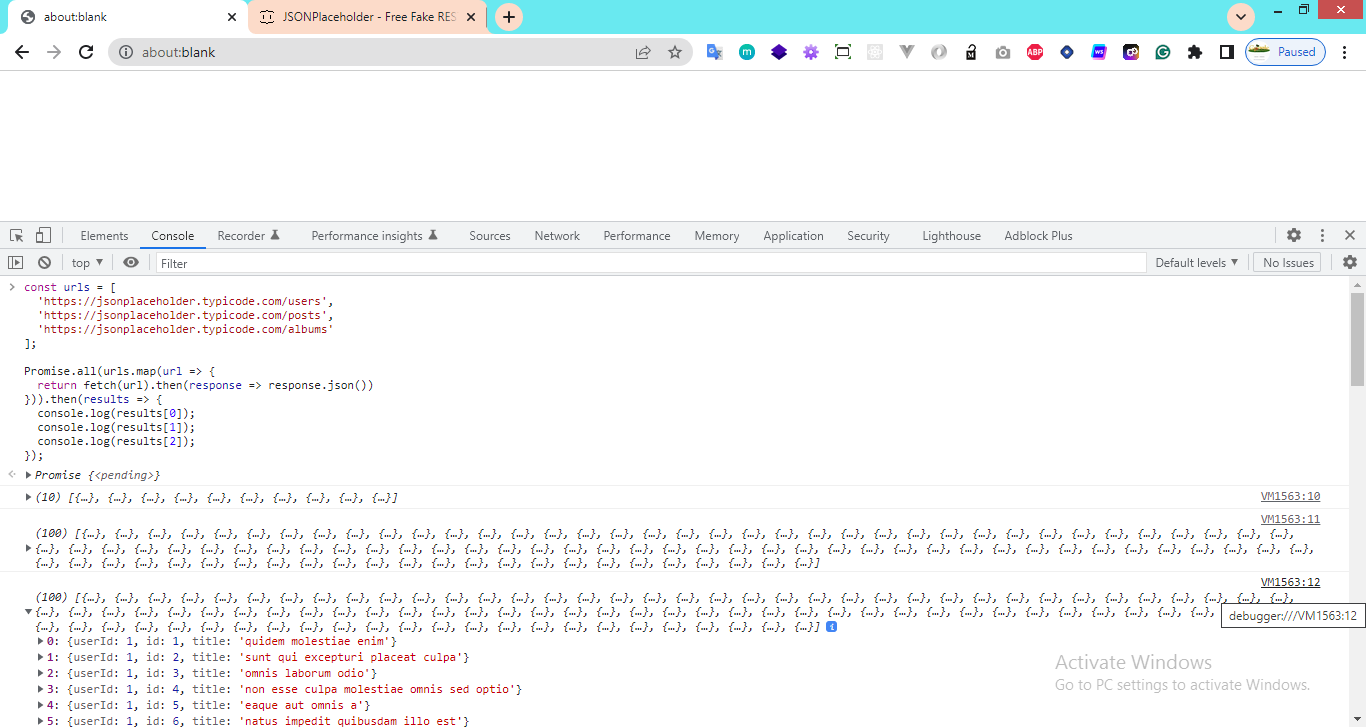 about:blank
JSONPlaceholder - Free Fake RES
about:blank
ABP
WS
Paused
Elements
Console
Recorder
Performance insights
Sources
Network
Performance
Memory
Application
Security
Lighthouse
Adblock Plus
top
Filter
Default levels
No Issues
const urls = [
'https://jsonplaceholder.typicode.com/users',
'https://jsonplaceholder.typicode.com/posts',
'https://jsonplaceholder.typicode.com/albums'
];
Promise.all(urls.map(url => {
return fetch(url).then(response => response.json())
})).then(results => {
console.log(results[0]);
console.log(results[1]);
console.log(results[2]);
});
Promise {<pending>}
(10) [{…}, {…}, {…}, {…}, {…}, {…}, {…}, {…}, {…}, {…}]
VM1563:10
VM1563:11
(100) [{…}, {…}, {…}, {…}, {…}, {…}, {…}, {…}, {…}, {…}, {…}, {…}, {…}, {…}, {…}, {…}, {…}, {…}, {…}, {…}, {…}, {…}, {…}, {…}, {…}, {…}, {…}, {…}, {…}, {…}, {…}, {…}, {…}, {…}, {…}, {…}, {…},
{…}, {…}, {…}, {…}, {…}, {…}, {…}, {…}, {…}, {…}, {…}, {…}, {…}, {…}, {…}, {…}, {…}, {…}, {…}, {…}, {…}, {…}, {…}, {…}, {…}, {…}, {…}, {…}, {…}, {…}, {…}, {…}, {…}, {…}, {…}, {…}, {…}, {…}, {…},
{…}, {…}, {…}, {…}, {…}, {…}, {…}, {…}, {…}, {…}, {…}, {…}, {…}, {…}, {…}, {…}, {…}, {…}, {…}, {…}, {…}, {…}, {…}, {…}]
VM1563:12
(100) [{…}, {…}, {…}, {…}, {…}, {…}, {…}, {…}, {…}, {…}, {…}, {…}, {…}, {…}, {…}, {…}, {…}, {…}, {…}, {…}, {…}, {…}, {…}, {…}, {…}, {…}, {…}, {…}, {…}, {…}, {…}, {…}, {…}, {…}, {…}, {…}, {…},
{…}, {…}, {…}, {…}, {…}, {…}, {…}, {…}, {…}, {…}, {…}, {…}, {…}, {…}, {…}, {…}, {…}, {…}, {…}, {…}, {…}, {…}, {…}, {…}, {…}, {…}, {…}, {…}, {…}, {…}, {…}, {…}, {…}, {…}, {…}, {…},
debugger:///VM1563:12
{…}, {…}, {…}, {…}, {…}, {…}, {…}, {…}, {…}, {…}, {…}, {…}, {…}, {…}, {…}, {…}, {…}, {…}, {…}, {…}, {…}, {…}, {…}, {…}]
0: {userId: 1, id: 1, title: 'quidem molestiae enim'}
1: {userId: 1, id: 2, title: 'sunt qui excepturi placeat culpa'}
2: {userId: 1, id: 3, title: 'omnis laborum odio'}
3: {userId: 1, id: 4, title: 'non esse culpa molestiae omnis sed optio'}
4: {userId: 1, id: 5, title: 'eaque aut omnis a'}
5: {userId: 1, id: 6, title: 'natus impedit quibusdam illo est'}
Activate Windows
Go to PC settings to activate Windows.